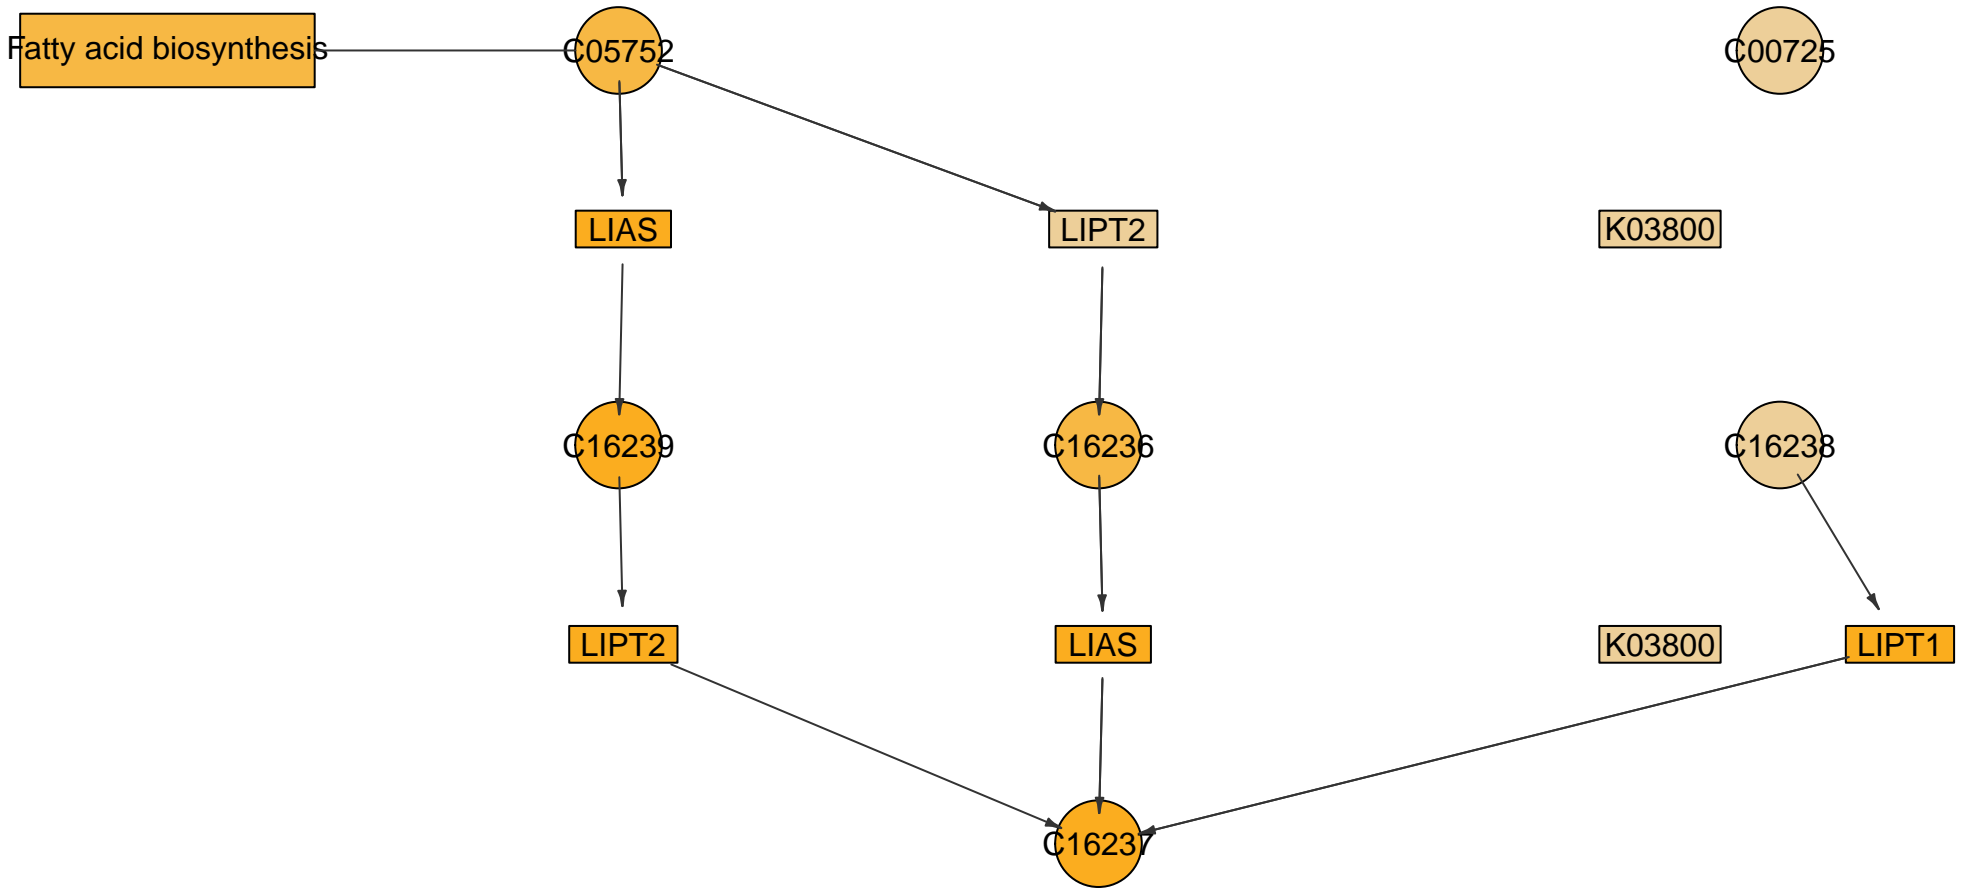 Fatty acid biosynthesis
C05752
C00725
LIAS
LIPT2
K03800
C16239
C16236
C16238
LIPT2
LIAS
K03800
LIPT1
C16237